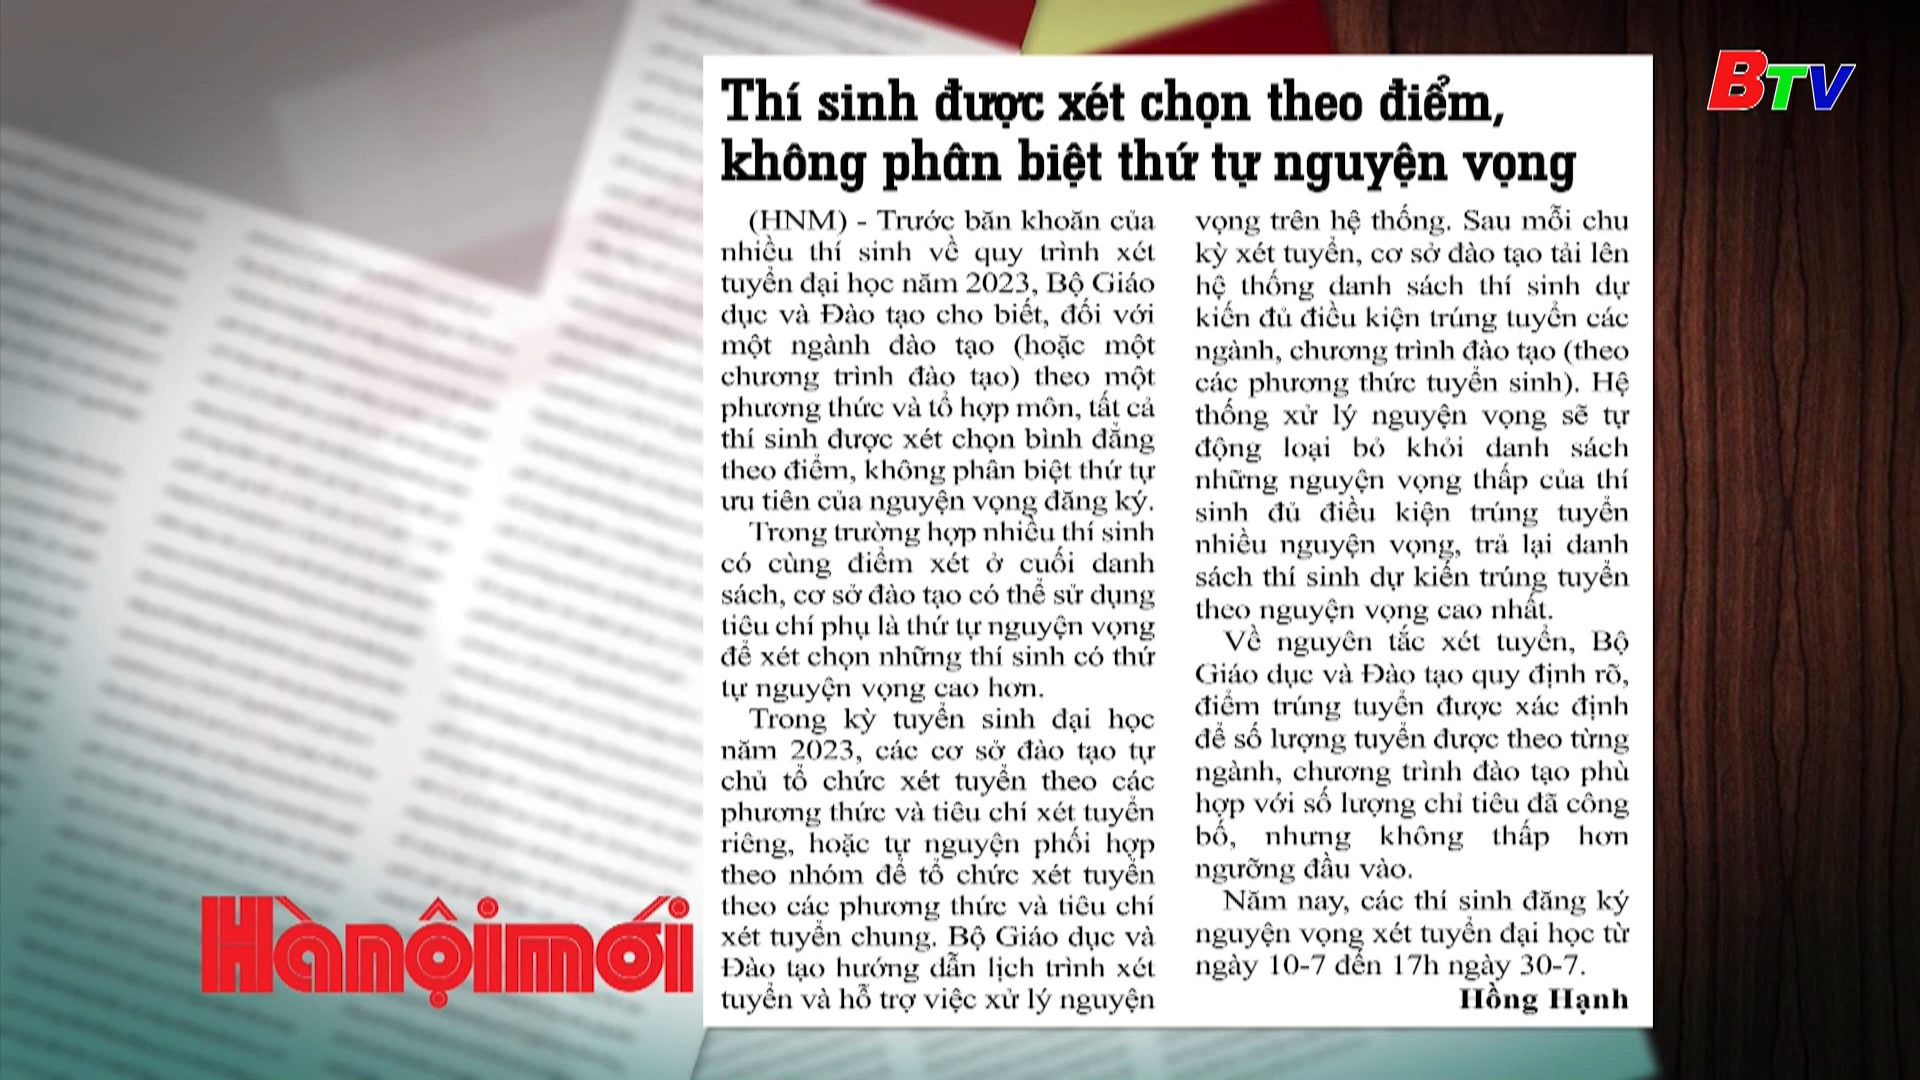 BTV
Thí sinh được xét chọn theo điểm,
không phân biệt thứ tự nguyện vọng
(HNM) - Trước băn khoăn của
nhiều thí sinh về quy trình xét
tuyển đại học năm 2023, Bộ Giáo
dục và Đào tạo cho biết, đối với
một ngành đào tạo (hoặc một
chương trình đào tạo) theo một
phương thức và tổ hợp môn, tất cả
thí sinh được xét chọn bình đẳng
theo điểm, không phân biệt thứ tự
ưu tiên của nguyện vọng đăng ký.
Trong trường hợp nhiều thí sinh
có cùng điểm xét ở cuối danh
sách, cơ sở đào tạo có thể sử dụng
tiêu chí phụ là thứ tự nguyện vọng
để xét chọn những thí sinh có thứ
tự nguyện vọng cao hơn.
Trong kỳ tuyển sinh đại học
năm 2023, các cơ sở đào tạo tự
chủ tổ chức xét tuyển theo các
phương thức và tiêu chí xét tuyển
riêng, hoặc tự nguyện phối hợp
theo nhóm để tổ chức xét tuyển
theo các phương thức và tiêu chí
xét tuyển chung. Bộ Giáo dục và
Đào tạo hướng dẫn lịch trình xét
tuyển và hỗ trợ việc xử lý nguyện
vọng trên hệ thống. Sau mỗi chu
kỳ xét tuyển, cơ sở đào tạo tải lên
hệ thống danh sách thí sinh dự
kiến đủ điều kiện trúng tuyển các
ngành, chương trình đào tạo (theo
các phương thức tuyển sinh). Hệ
thống xử lý nguyện vọng sẽ tự
động loại bỏ khỏi danh sách
những nguyện vọng thấp của thí
sinh đủ điều kiện trúng tuyển
nhiều nguyện vọng, trả lại danh
sách thí sinh dự kiến trúng tuyển
theo nguyện vọng cao nhất.
Về nguyên tắc xét tuyển, Bộ
Giáo dục và Đào tạo quy định rõ,
điểm trúng tuyển được xác định
để số lượng tuyển được theo từng
ngành, chương trình đào tạo phù
hợp với số lượng chỉ tiêu đã công
bố, nhưng không thấp hơn
ngưỡng đầu vào.
Năm nay, các thí sinh đăng ký
nguyện vọng xét tuyển đại học từ
ngày 10-7 đến 17h ngày 30-7.
Hồng Hạnh
Hànộimới